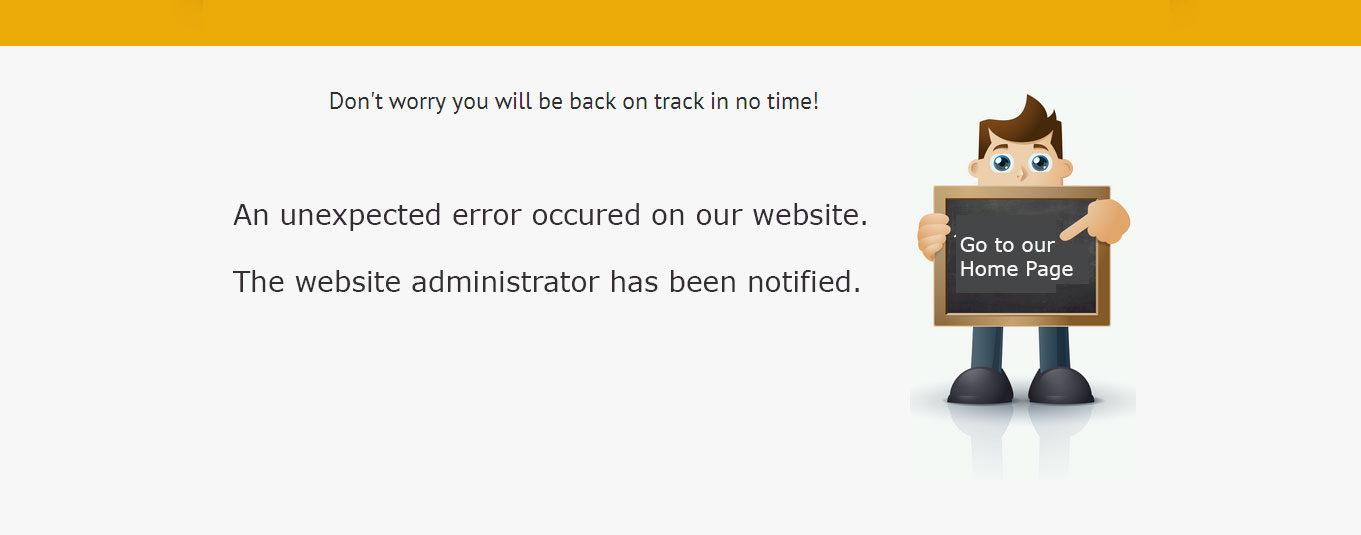 Don't worry you will be back on track in no time!
An unexpected error occured on our website.
The website administrator has been notified.
Go to our
Home Page